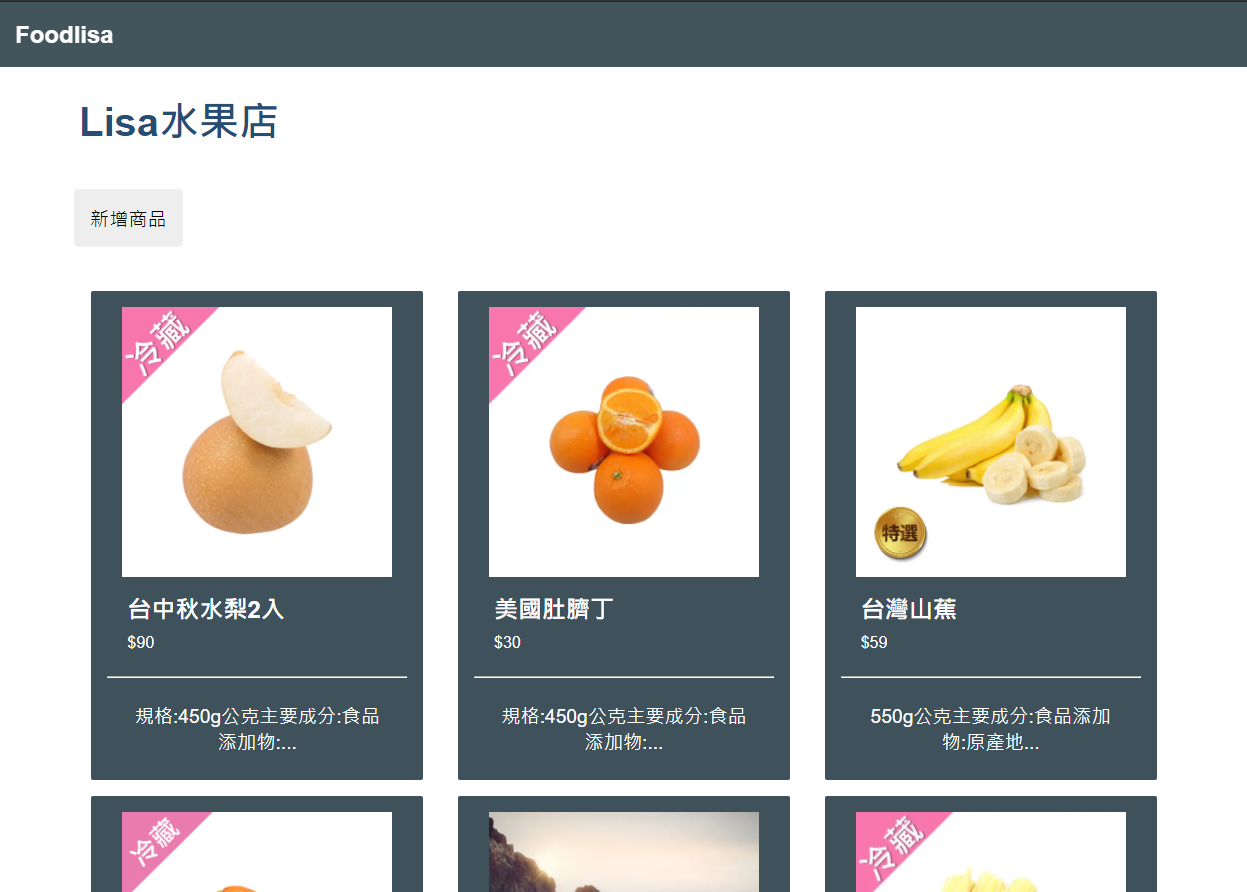 Foodlisa
Lisa水果店
新增商品
冷藏
冷藏
特選
台中秋水梨2入
$90
美國肚臍丁
$30
台灣山蕉
$59
規格:450g公克主要成分:食品
添加物:...
規格:450g公克主要成分:食品
添加物:...
550g公克主要成分:食品添加
物:原產地...
冷藏
冷藏